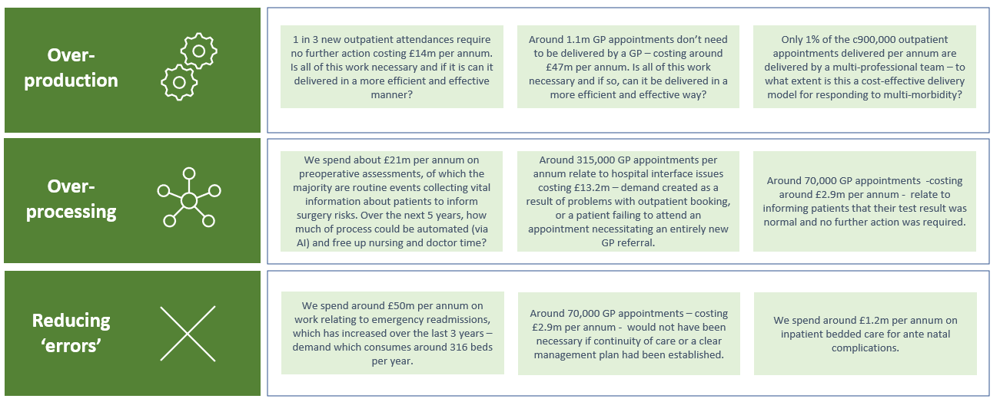 Over-
production
1 in 3 new outpatient attendances require
no further action costing £14m per annum.
Is all of this work necessary and if it is can it
delivered in a more efficient and effective
manner?
Around 1.1m GP appointments don't need
to be delivered by a GP – costing around
£47m per annum. Is all of this work
necessary and if so, can it be delivered in a
more efficient and effective way?
Only 1% of the c900,000 outpatient
appointments delivered per annum are
delivered by a multi-professional team – to
what extent is this a cost-effective delivery
model for responding to multi-morbidity?
Over-
processing
We spend about £21m per annum on
preoperative assessments, of which the
majority are routine events collecting vital
information about patients to inform
surgery risks. Over the next 5 years, how
much of process could be automated (via
AI) and free up nursing and doctor time?
Around 315,000 GP appointments per
annum relate to hospital interface issues
costing £13.2m – demand created as a
result of problems with outpatient booking,
or a patient failing to attend an
appointment necessitating an entirely new
GP referral.
Around 70,000 GP appointments -costing
around £2.9m per annum - relate to
informing patients that their test result was
normal and no further action was required.
Reducing
'errors'
We spend around £50m per annum on
work relating to emergency readmissions,
which has increased over the last 3 years –
demand which consumes around 316 beds
per year.
Around 70,000 GP appointments – costing
£2.9m per annum - would not have been
necessary if continuity of care or a clear
management plan had been established.
We spend around £1.2m per annum on
inpatient bedded care for ante natal
complications.